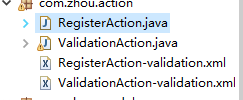 com.zhou.action
RegisterAction.java
ValidationAction.java
RegisterAction-validation.xml
ValidationAction-validation.xml